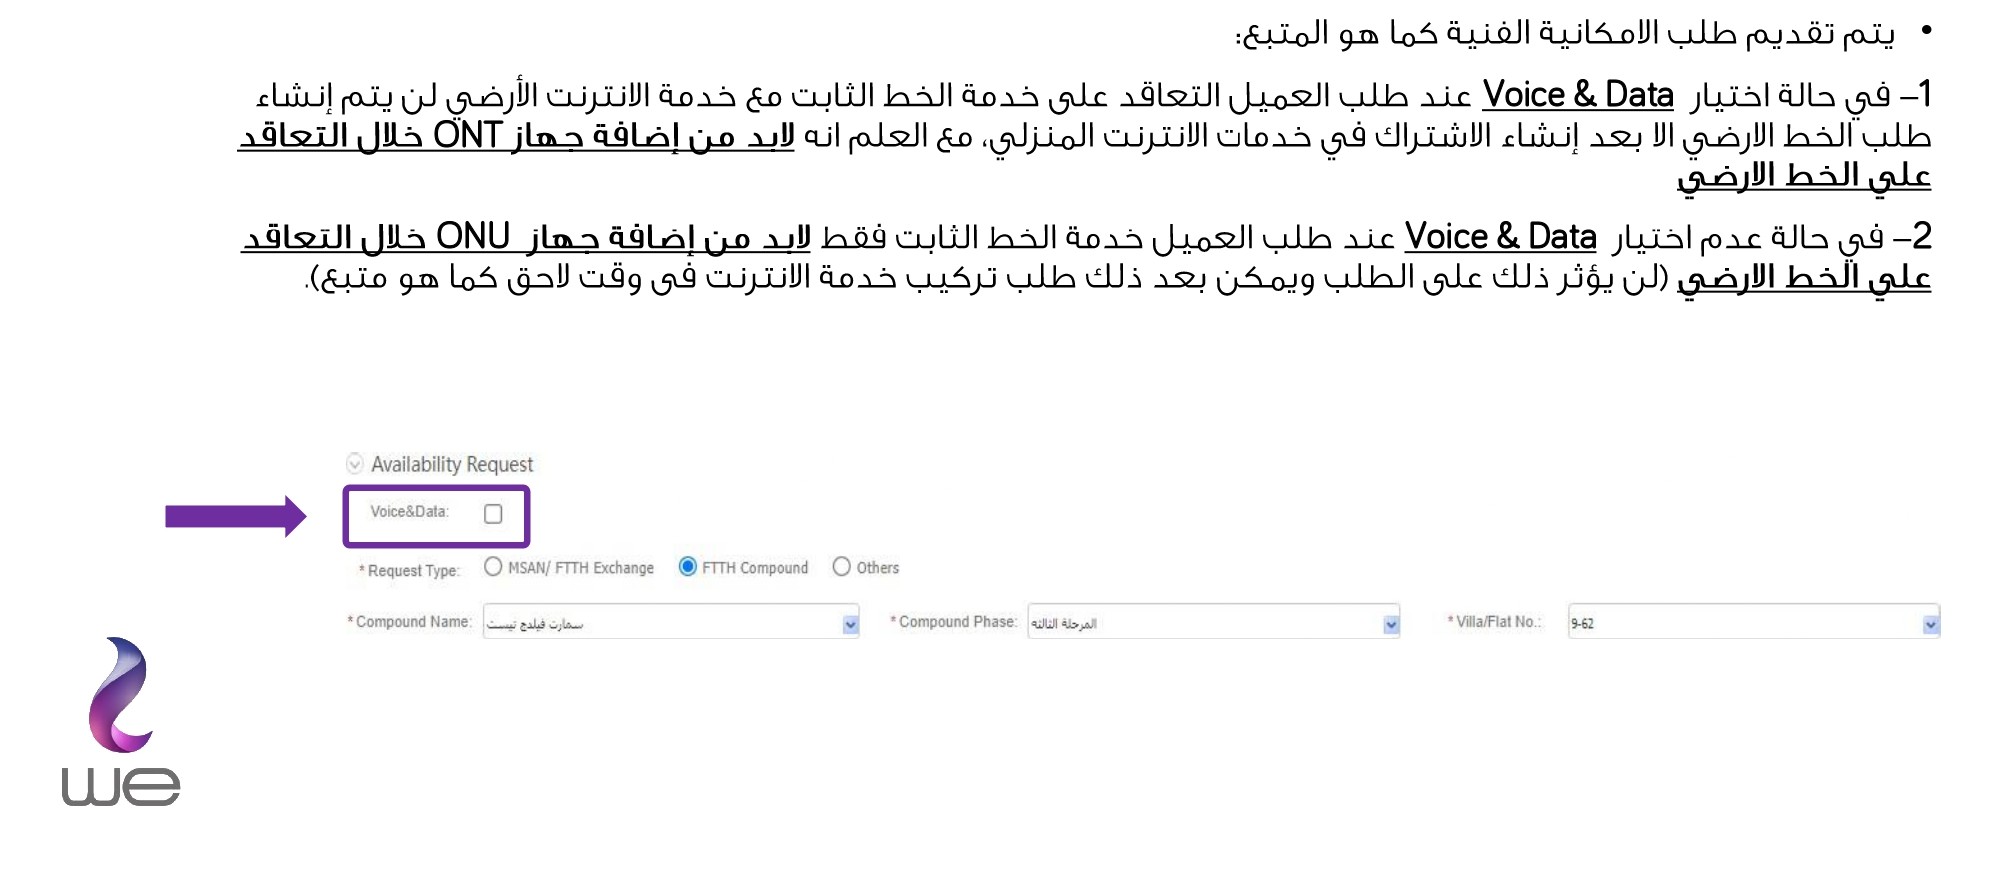 • يتم تقديم طلب الامكانية الفنية كما هو المتبع:
1– في حالة اختيار Voice & Data عند طلب العميل التعاقد على خدمة الخط الثابت مع خدمة الانترنت الأرضي لن يتم إنشاء
طلب الخط الارضي الا بعد إنشاء الاشتراك في خدمات الانترنت المنزلي، مع العلم انه لابد من إضافة جهاز ONT خلال التعاقد
علي الخط الارضي
2– في حالة عدم اختيار Voice & Data عند طلب العميل خدمة الخط الثابت فقط لابد من إضافة جهاز ONU خلال التعاقد
علي الخط الارضي (لن يؤثر ذلك على الطلب ويمكن بعد ذلك طلب تركيب خدمة الانترنت فى وقت لاحق كما هو متبع).
Availability Request
Voice&Data:
* Request Type: MSAN/ FTTH Exchange FTTH Compound Others
* Compound Name: سمارت فيلدج تيست * Compound Phase: المرحلة الثالثه * Villa/Flat No.: 9-62
we